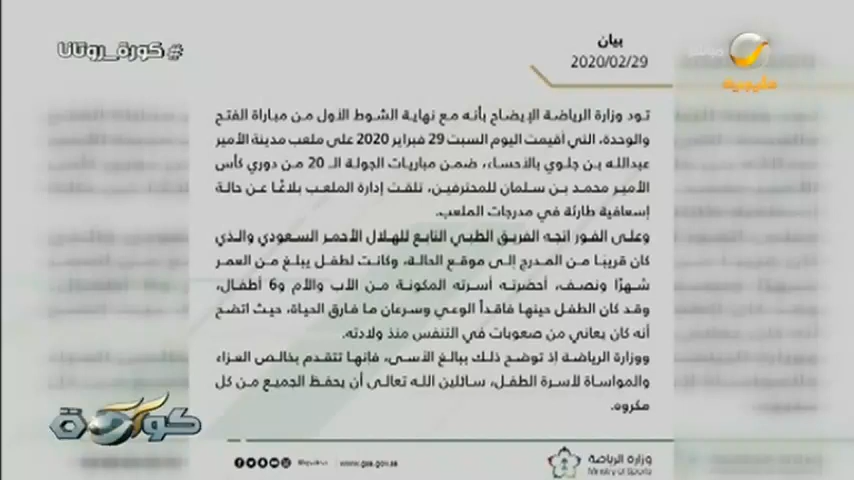 #كورة_روتانا
مباشر
خليجية
بيان
2020/02/29
تود وزارة الرياضة الإيضاح بأنه مع نهاية الشوط الأول من مباراة الفتح
والوحدة، التي أقيمت اليوم السبت 29 فبراير 2020 على ملعب مدينة الأمير
عبدالله بن جلوي بالأحساء، ضمن مباريات الجولة الـ 20 من دوري كأس
الأمير محمد بن سلمان للمحترفين، تلقت إدارة الملعب بلاغًا عن حالة
إسعافية طارئة في مدرجات الملعب.
وعلى الفور اتجه الفريق الطبي التابع للهلال الأحمر السعودي والذي
كان قريبًا من المدرج إلى موقع الحالة، وكانت لطفل يبلغ من العمر
شهرًا ونصف، أحضرته أسرته المكونة من الأب والأم و6 أطفال،
وقد كان الطفل حينها فاقداً الوعي وسرعان ما فارق الحياة، حيث اتضح
أنه كان يعاني من صعوبات في التنفس منذ ولادته.
ووزارة الرياضة إذ توضح ذلك ببالغ الأسى، فإنها تتقدم بخالص العزاء
والمواساة لأسرة الطفل، سائلين الله تعالى أن يحفظ الجميع من كل
مكروه.
كورة
وزارة الرياضة
Ministry of Sports
www.gsa.gov.sa